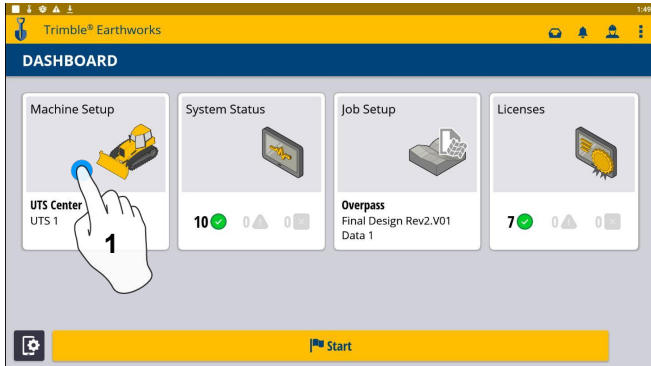 1:49
Trimble® Earthworks
DASHBOARD
Machine Setup
System Status
Job Setup
Licenses
UTS Center
UTS 1
10 0 0
Overpass
Final Design Rev2.V01
Data 1
7 0 0
1
Start